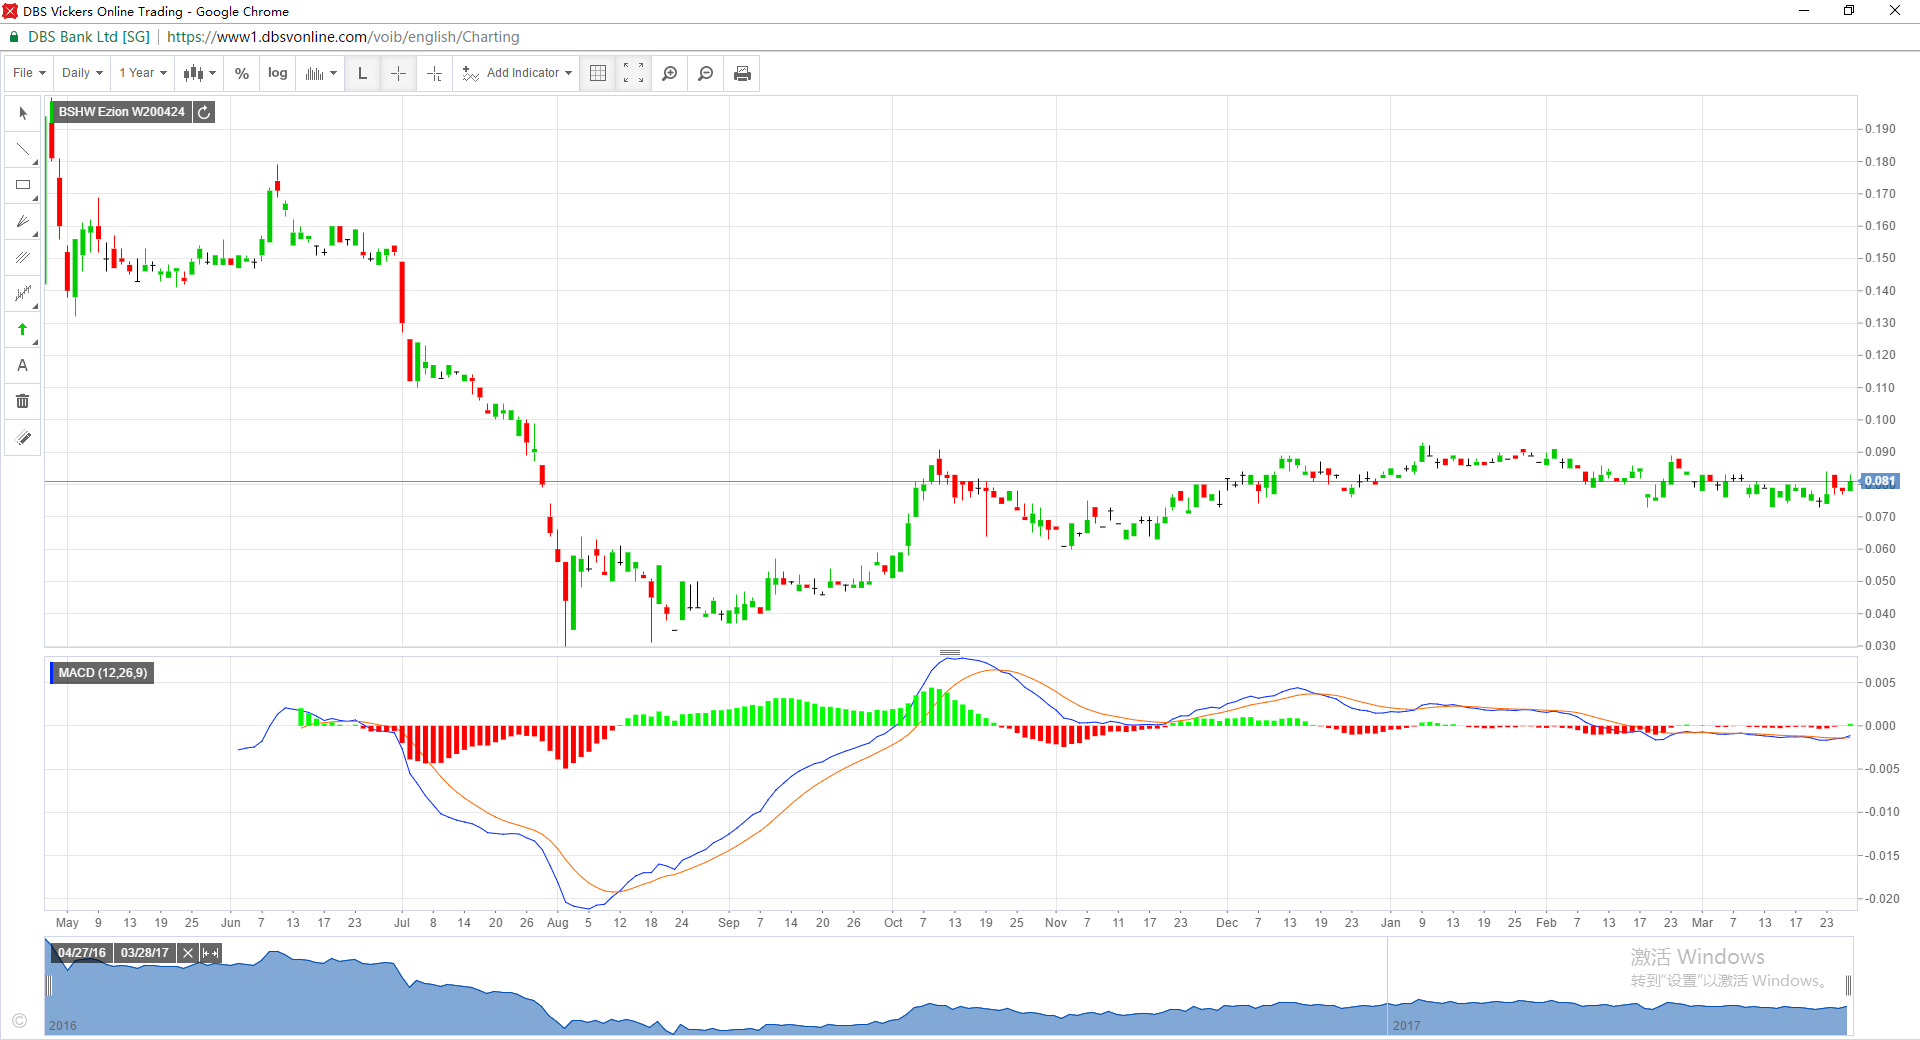 DBS Vickers Online Trading - Google Chrome
DBS Bank Ltd [SG] | https://www1.dbsvonline.com/voib/english/Charting
File Daily 1 Year % log L Add Indicator
BSHW Ezion W200424
A
0.190
0.180
0.170
0.160
0.150
0.140
0.130
0.120
0.110
0.100
0.090
0.081
0.070
0.060
0.050
0.040
0.030
MACD (12,26,9)
0.005
0.000
-0.005
-0.010
-0.015
-0.020
May 9 13 19 25 Jun 7 13 17 23 Jul 8 14 20 26 Aug 5 12 18 24 Sep 7 14 20 26 Oct 7 13 19 25 Nov 7 11 17 23 Dec 7 13 19 23 Jan 9 13 19 25 Feb 7 13 17 23 Mar 7 13 17 23
04/27/16 03/28/17
激活 Windows
转到“设置”以激活 Windows。
©
2016 2017